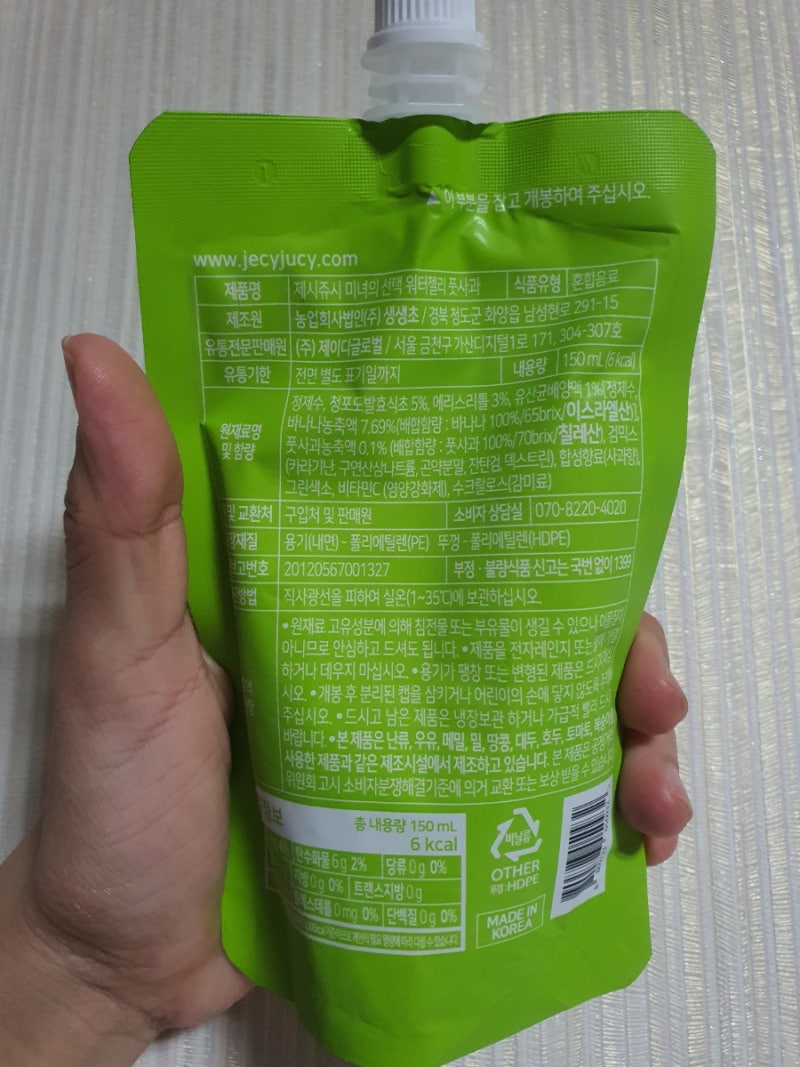 ▲ 이 부분을 잡고 개봉하여 주십시오.
www.jecyjucy.com
제품명 제시쥬시 미녀의 선택 워터젤리 풋사과 식품유형 혼합음료
제조원 농업회사법인(주) 생생초 / 경북 청도군 화양읍 남성현로 291-15
유통전문판매원 (주) 제이디글로벌 / 서울 금천구 가산디지털1로 171, 304-307호
유통기한 전면 별도 표기일까지 내용량 150 mL (6 kcal)
원재료명 및 함량
정제수, 청포도발효식초 5%, 에리스리톨 3%, 유산균배양액 1%[정제수,
바나나농축액 7.69%(배합함량 : 바나나 100%/65brix/이스라엘산)],
풋사과농축액 0.1% (배합함량 : 풋사과 100%/70brix/칠레산), 검믹스
(카라기난, 구연산삼나트륨, 곤약분말, 잔탄검, 덱스트린), 합성향료(사과향),
그린색소, 비타민C (영양강화제), 수크랄로스(감미료)
및 교환처 구입처 및 판매원 소비자 상담실 070-8220-4020
장재질 용기(내면) - 폴리에틸렌(PE) 뚜껑 - 폴리에틸렌(HDPE)
고번호 20120567001327 부정 · 불량식품 신고는 국번 없이 1399
방법 직사광선을 피하여 실온(1~35℃)에 보관하십시오.
• 원재료 고유성분에 의해 침전물 또는 부유물이 생길 수 있으나
아니므로 안심하고 드셔도 됩니다. • 제품을 전자레인지 또는
하거나 데우지 마십시오. • 용기가 팽창 또는 변형된 제품은
시오. • 개봉 후 분리된 캡을 삼키거나 어린이의 손에 닿지 않도록
주십시오. • 드시고 남은 제품은 냉장보관 하거나 가급적 빨리
바랍니다. • 본 제품은 난류, 우유, 메밀, 밀, 땅콩, 대두, 호두, 토마토,
사용한 제품과 같은 제조시설에서 제조하고 있습니다. 본 제품은
위원회 고시 소비자분쟁해결기준에 의거 교환 또는 보상 받을 수 있습니다.
정보 총 내용량 150 mL
6 kcal
탄수화물 6 g 2% 당류 0 g 0%
지방 0 g 0% 트랜스지방 0 g
콜레스테롤 0 mg 0% 단백질 0 g 0%
비닐류
OTHER
뚜껑:HDPE
MADE IN
KOREA